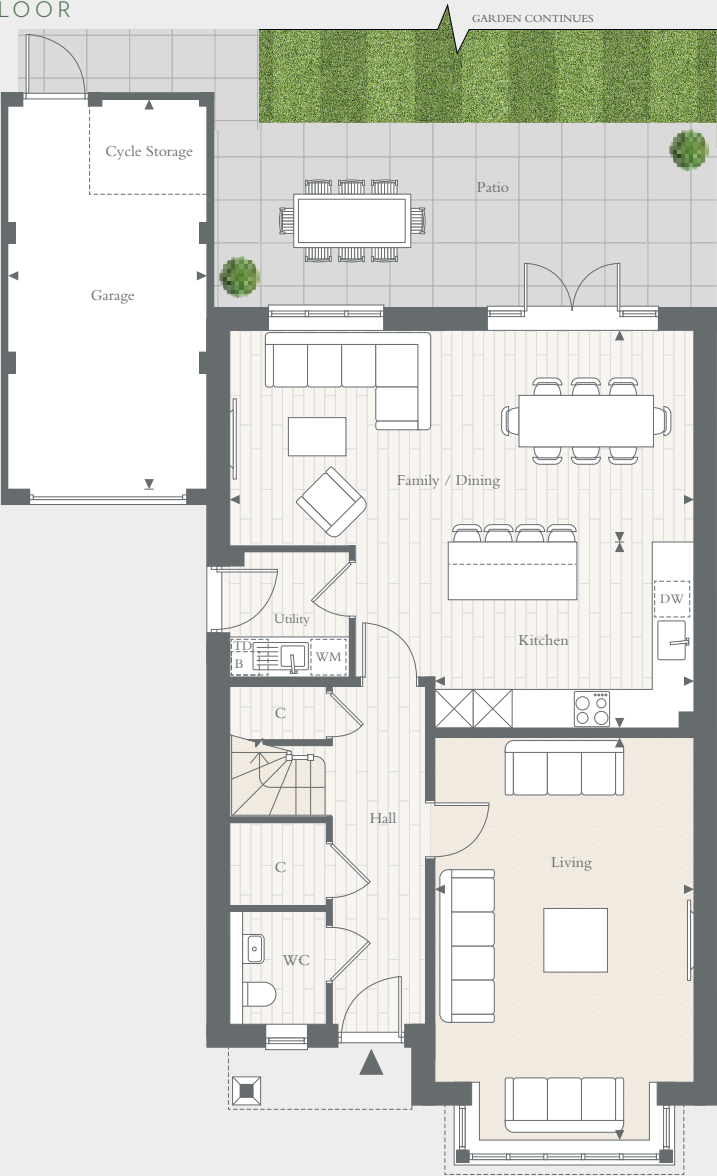 LOOR
GARDEN CONTINUES
Cycle Storage
Patio
Garage
Family / Dining
DW
Utility
TD
B
WM
Kitchen
C
Hall
Living
C
WC